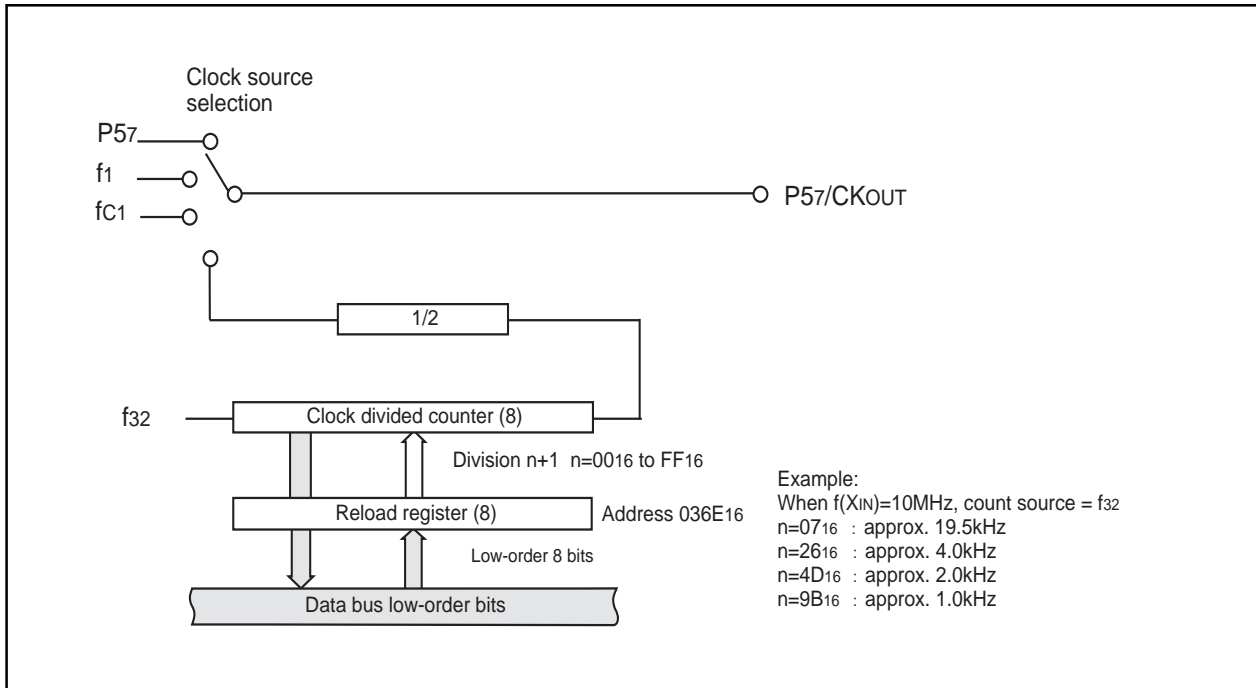 Clock source
selection
P57
f1
fC1
P57/CKOUT
1/2
f32
Clock divided counter (8)
Division n+1 n=0016 to FF16
Reload register (8)
Address 036E16
Low-order 8 bits
Data bus low-order bits
Example:
When f(XIN)=10MHz, count source = f32
n=0716 : approx. 19.5kHz
n=2616 : approx. 4.0kHz
n=4D16 : approx. 2.0kHz
n=9B16 : approx. 1.0kHz